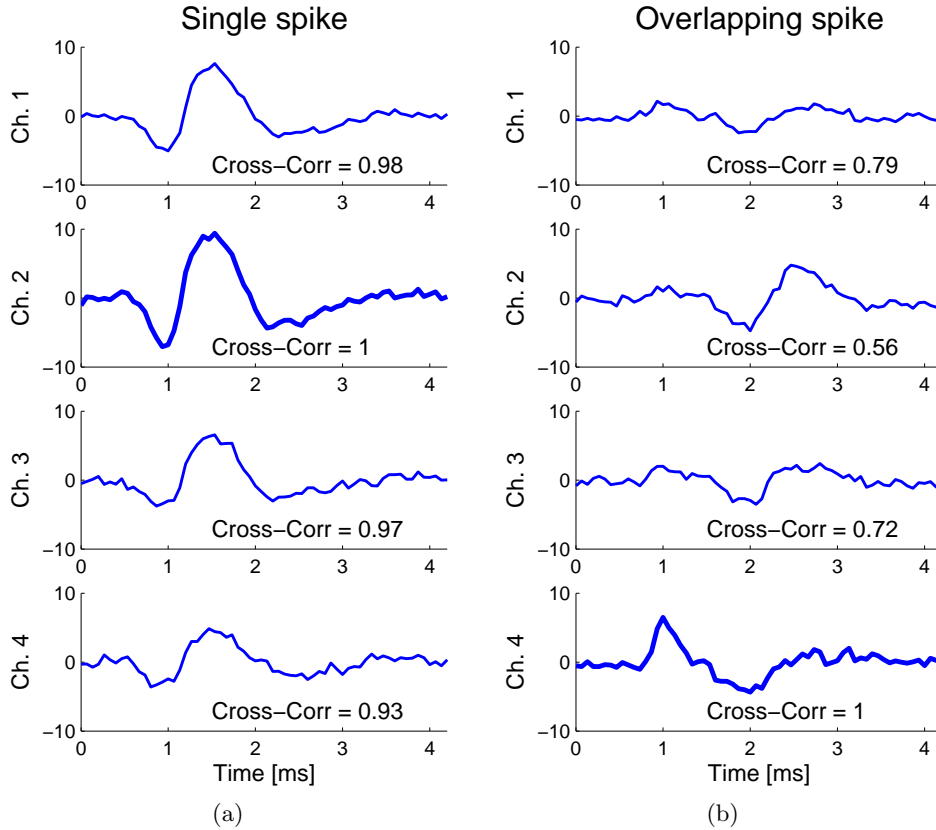 Single spike
10
0
−10
Ch. 1
Cross−Corr = 0.98
0 1 2 3 4
10
0
−10
Ch. 2
Cross−Corr = 1
0 1 2 3 4
10
0
−10
Ch. 3
Cross−Corr = 0.97
0 1 2 3 4
10
0
−10
Ch. 4
Cross−Corr = 0.93
0 1 2 3 4
Time [ms]
(a)
Overlapping spike
10
0
−10
Ch. 1
Cross−Corr = 0.79
0 1 2 3 4
10
0
−10
Ch. 2
Cross−Corr = 0.56
0 1 2 3 4
10
0
−10
Ch. 3
Cross−Corr = 0.72
0 1 2 3 4
10
0
−10
Ch. 4
Cross−Corr = 1
0 1 2 3 4
Time [ms]
(b)